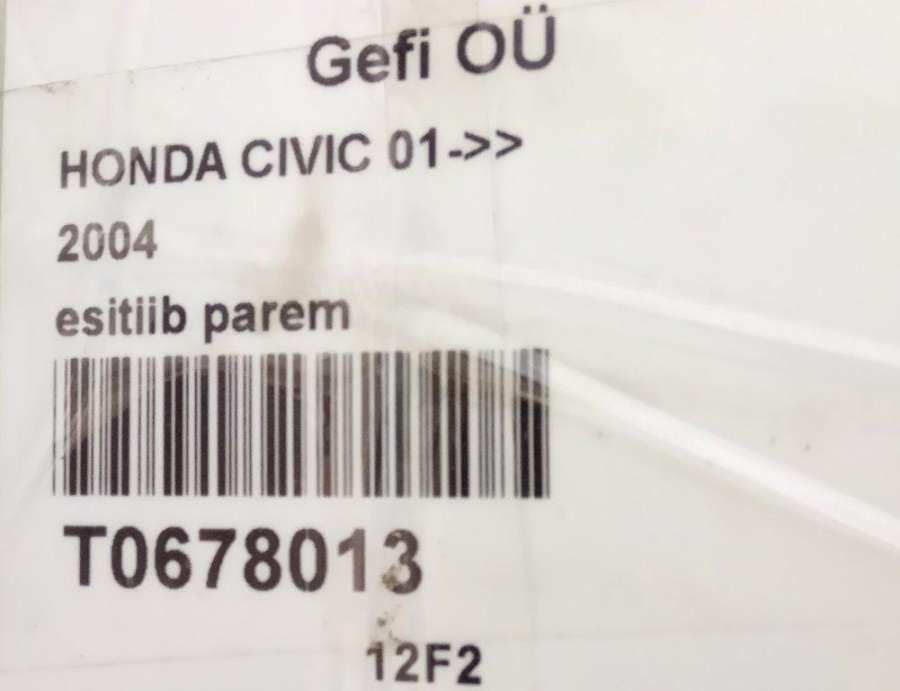 Gefi OÜ
HONDA CIVIC 01->>
2004
esitiib parem
T0678013
12F2